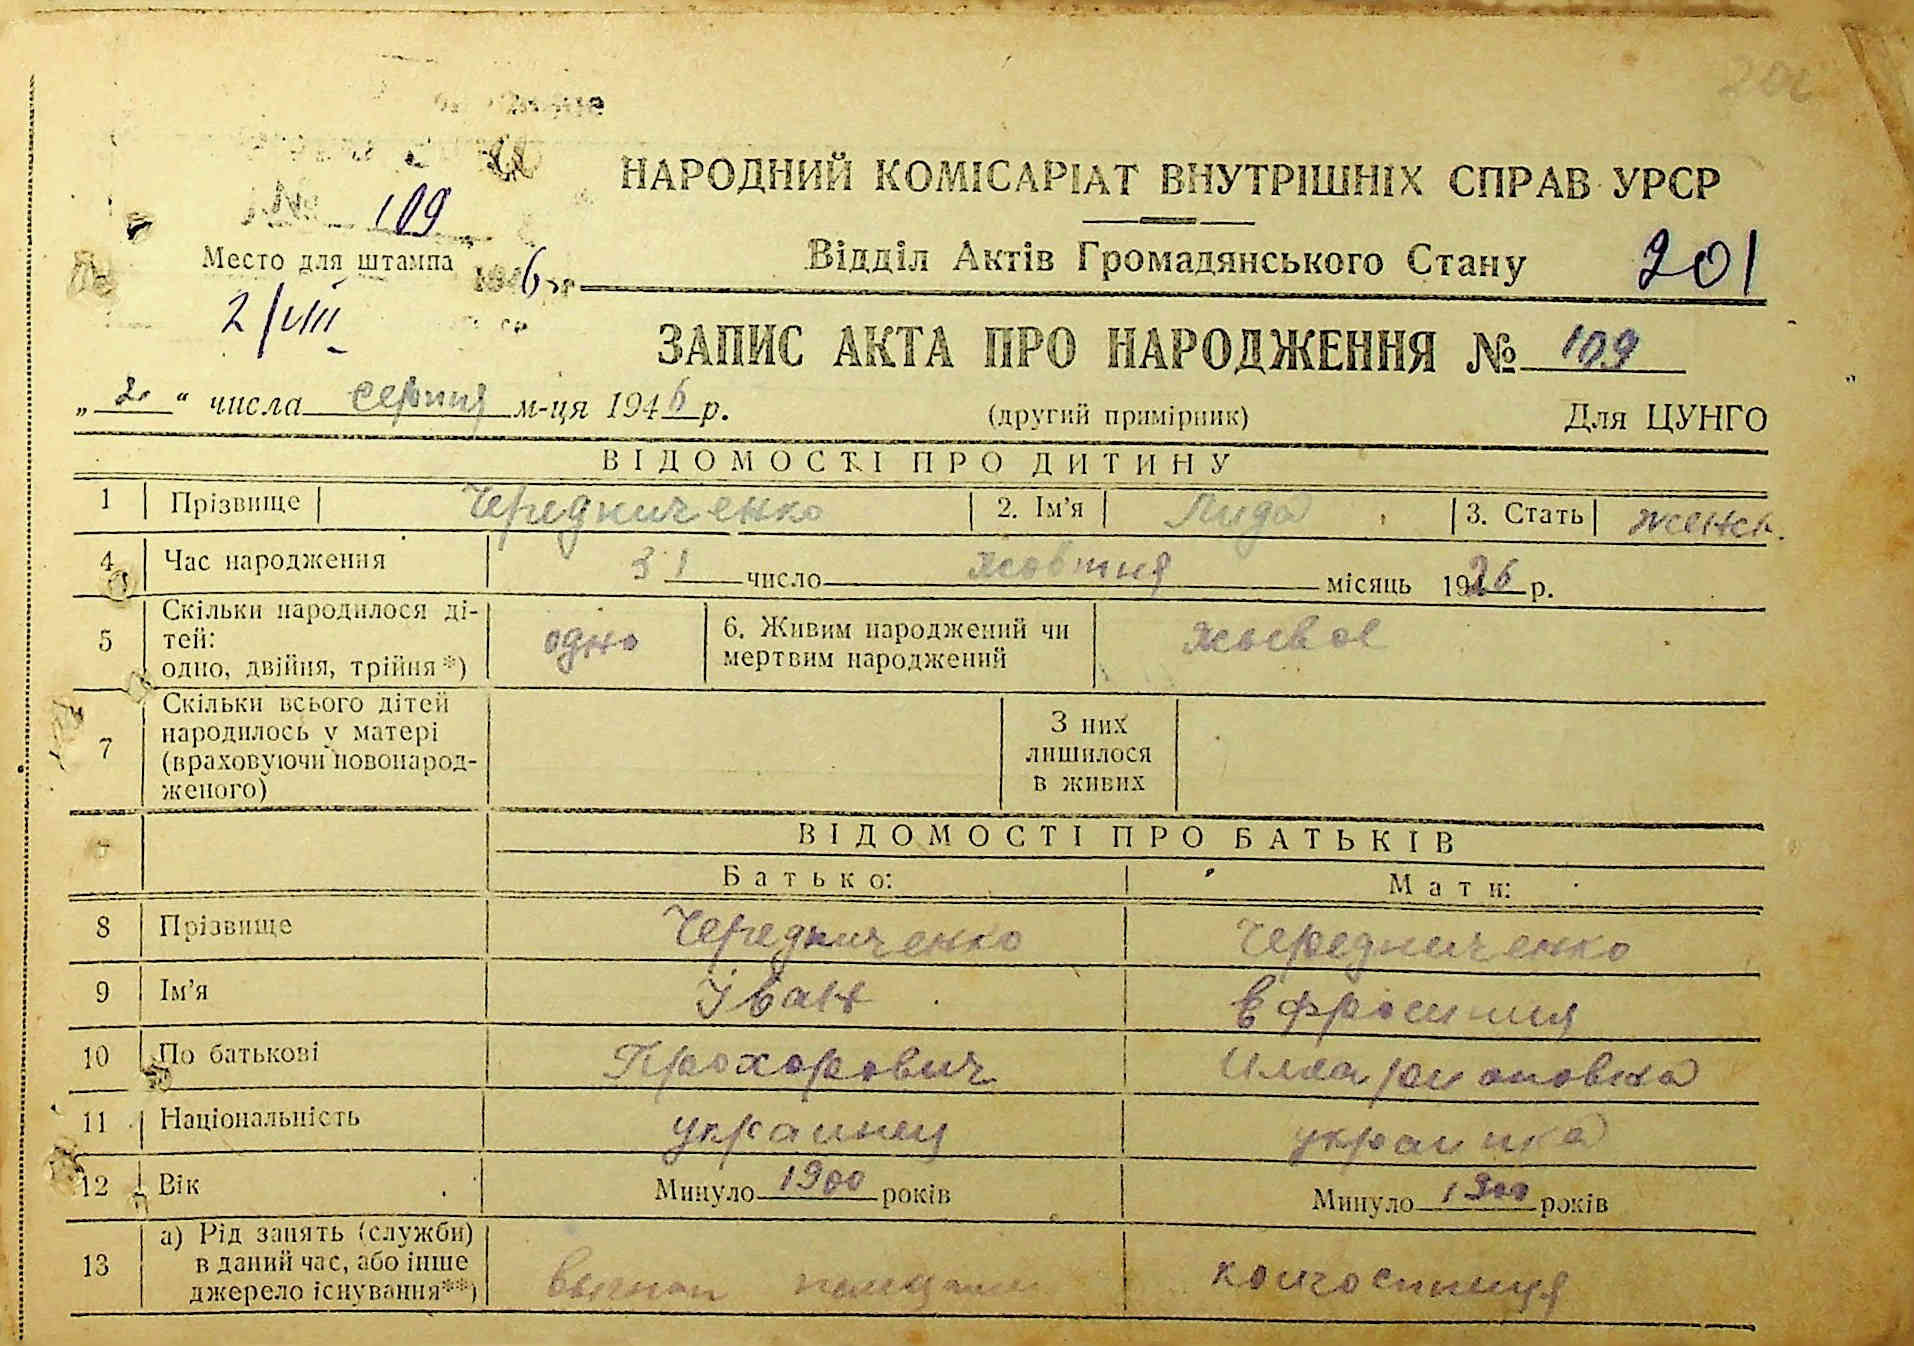 201
НАРОДНИЙ КОМІСАРІАТ ВНУТРІШНІХ СПРАВ УРСР
109
Место для штампа 1946 г
Відділ Актів Громадянського Стану 201
2/VIII
ЗАПИС АКТА ПРО НАРОДЖЕННЯ № 109
„2“ числа серпня м-ця 1946 р. (другий примірник) Для ЦУНГО
ВІДОМОСТІ ПРО ДИТИНУ
1 Прізвище Чередниченко 2. Ім'я Лида 3. Стать женск.
4 Час народження 31 число жовтня місяць 1926 р.
5 Скільки народилося ді-
тей:
одно, двійня, трійня*) одно 6. Живим народжений чи
мертвим народжений живое
7 Скільки всього дітей
народилось у матері
(враховуючи новонарод-
женого)
З них
лишилося
в живих
ВІДОМОСТІ ПРО БАТЬКІВ
Батько: Мати:
8 Прізвище Чередниченко Чередниченко
9 Ім'я Іван Ефросиния
10 По батькові Прохорович Илларионовна
11 Національність украинец украинка
12 Вік Минуло 1900 років Минуло 1900 років
13 а) Рід занять (служби)
в даний час, або інше
джерело існування**) колгоспниця